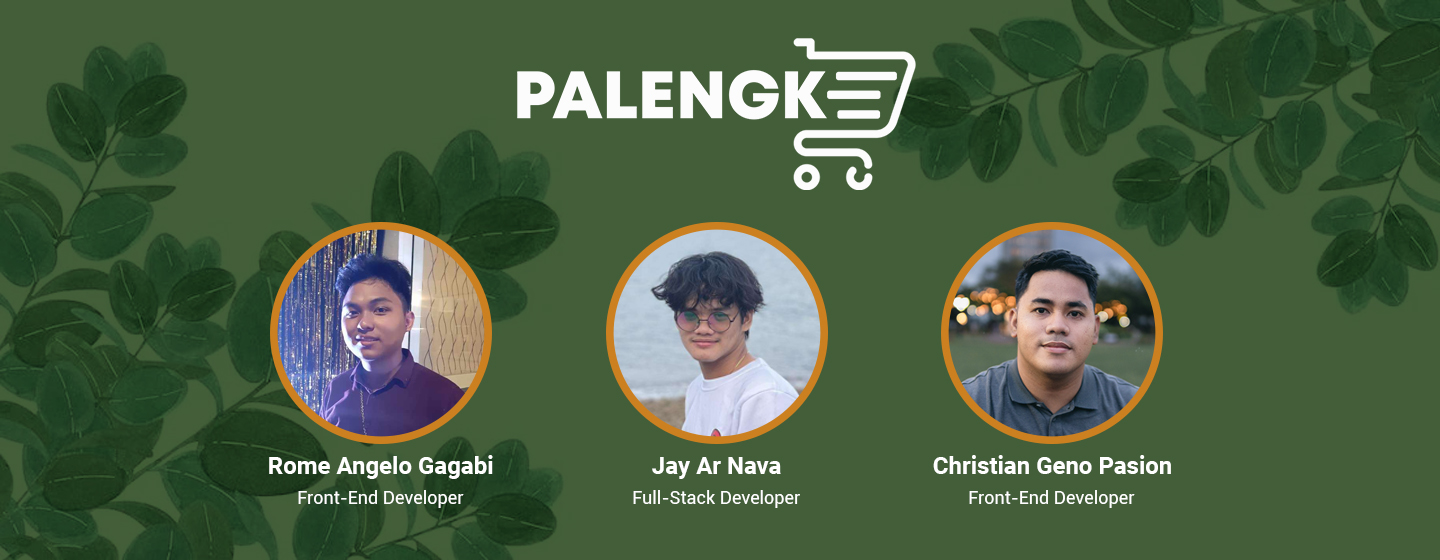 PALENGKE
Rome Angelo Gagabi
Front-End Developer
Jay Ar Nava
Full-Stack Developer
Christian Geno Pasion
Front-End Developer